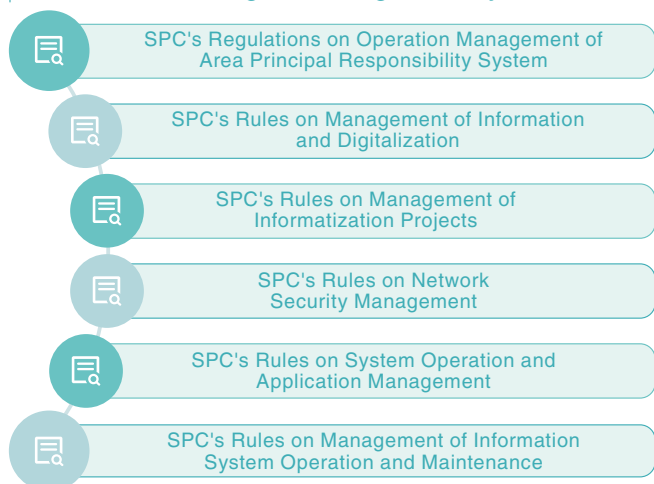 SPC's Regulations on Operation Management of
Area Principal Responsibility System
SPC's Rules on Management of Information
and Digitalization
SPC's Rules on Management of
Informatization Projects
SPC's Rules on Network
Security Management
SPC's Rules on System Operation and
Application Management
SPC's Rules on Management of Information
System Operation and Maintenance